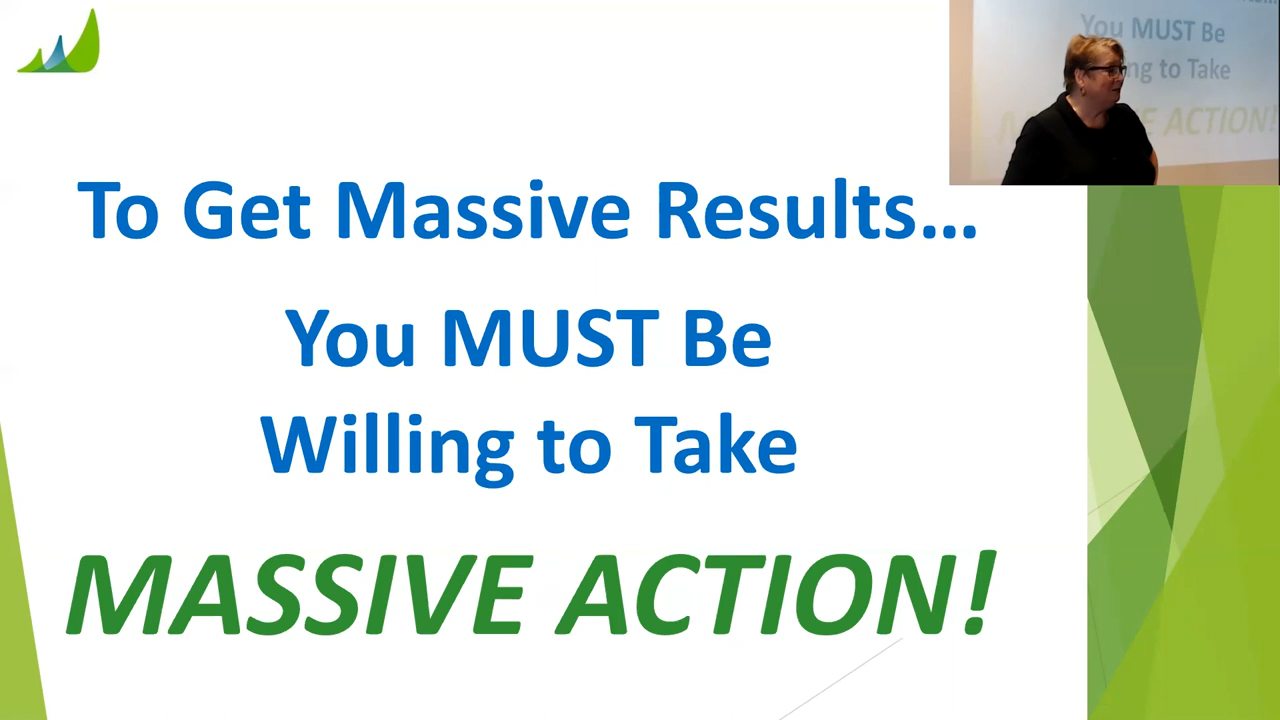 To Get Massive Results…
You MUST Be
Willing to Take
MASSIVE ACTION!
You MUST Be
ng to Take
E ACTION!